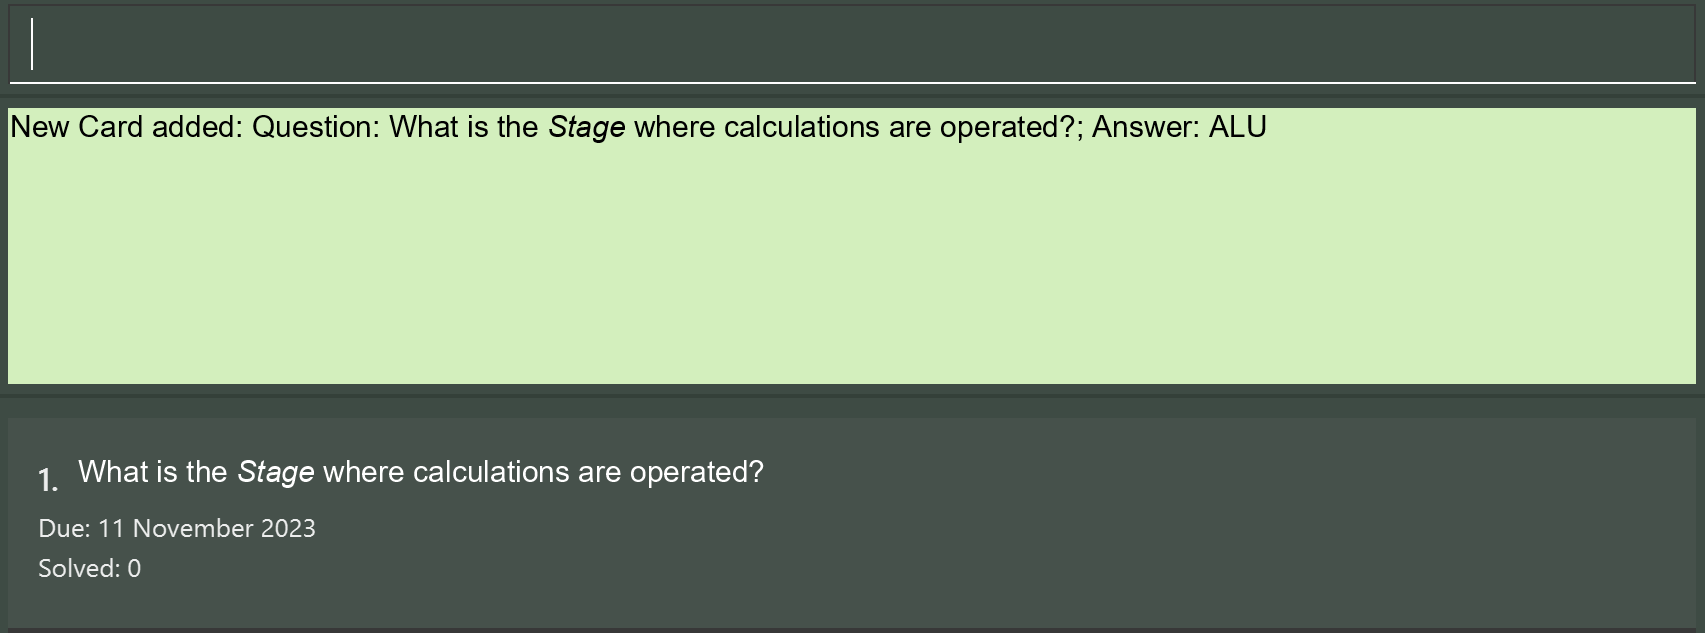 New Card added: Question: What is the Stage where calculations are operated?; Answer: ALU
1. What is the Stage where calculations are operated?
Due: 11 November 2023
Solved: 0